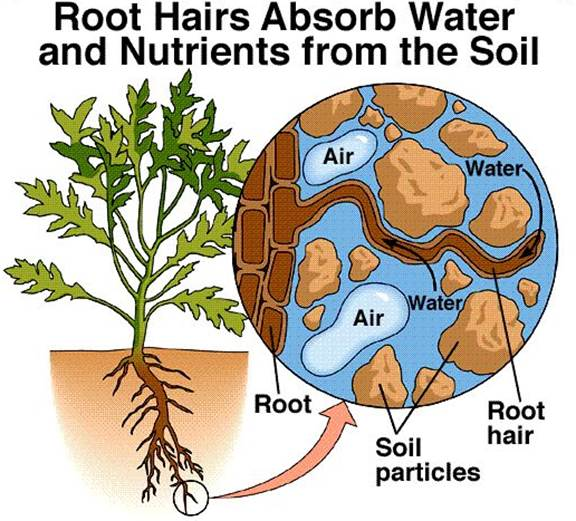 Root Hairs Absorb Water
and Nutrients from the Soil
Air
Water
Water
Air
Root
Root
hair
Soil
particles